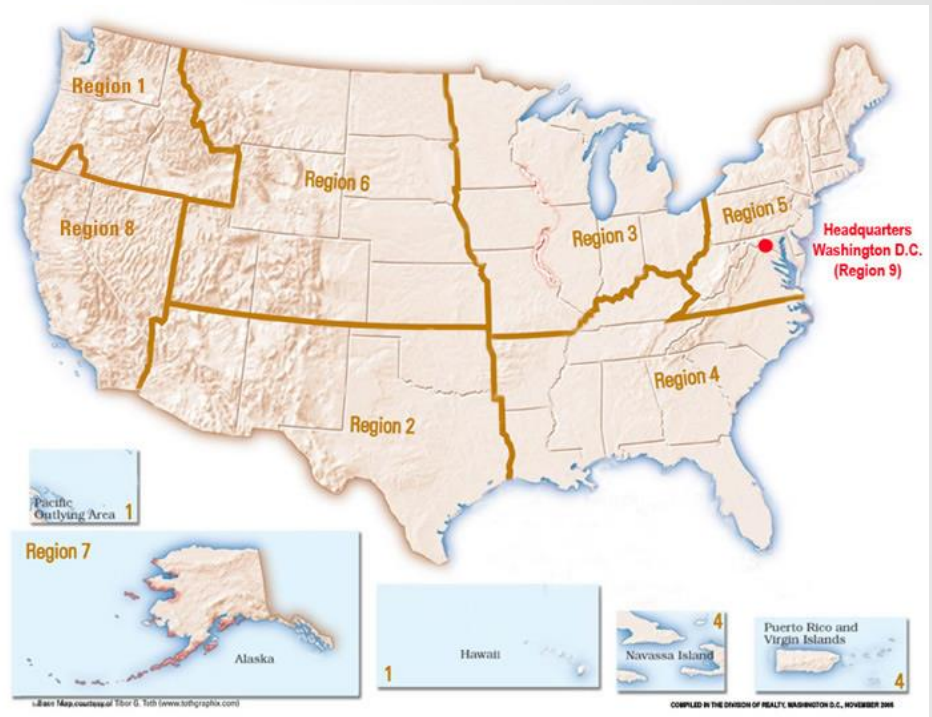 Region 1
Region 6
Region 8
Region 3
Region 5
Headquarters
Washington D.C.
(Region 9)
Region 4
Region 2
Pacific
Outlying Area
1
Region 7
Alaska
Hawaii
1
4
Navassa Island
Puerto Rico and
Virgin Islands
4
Base Map courtesy of Tibor G. Toth (www.tothgraphix.com)
COMPILED IN THE DIVISION OF REALTY, WASHINGTON D.C., NOVEMBER